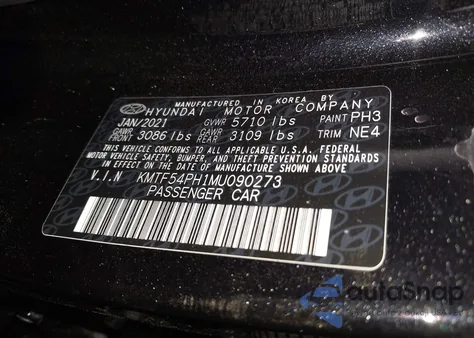 MANUFACTURED IN KOREA BY
HYUNDAI MOTOR COMPANY
JAN/2021 GVWR 5710 lbs PAINT PH3
GAWR FRONT 3086 lbs GAWR REAR 3109 lbs TRIM NE4
THIS VEHICLE CONFORMS TO ALL APPLICABLE U.S.A. FEDERAL
MOTOR VEHICLE SAFETY, BUMPER, AND THEFT PREVENTION STANDARDS
IN EFFECT ON THE DATE OF MANUFACTURE SHOWN ABOVE
V.I.N KMTF54PH1MU090273
PASSENGER CAR
autoSnap